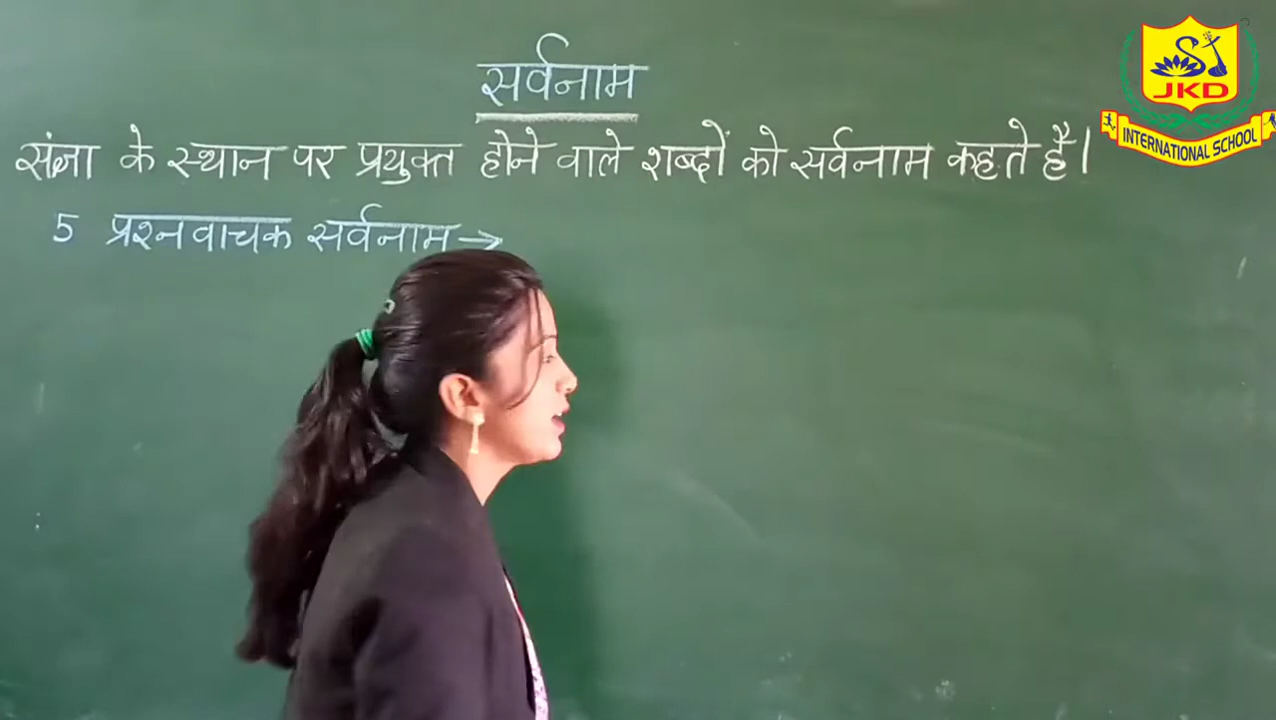 सर्वनाम
संज्ञा के स्थान पर प्रयुक्त होने वाले शब्दों को सर्वनाम कहते है।
5 प्रश्नवाचक सर्वनाम →
JKD
INTERNATIONAL SCHOOL